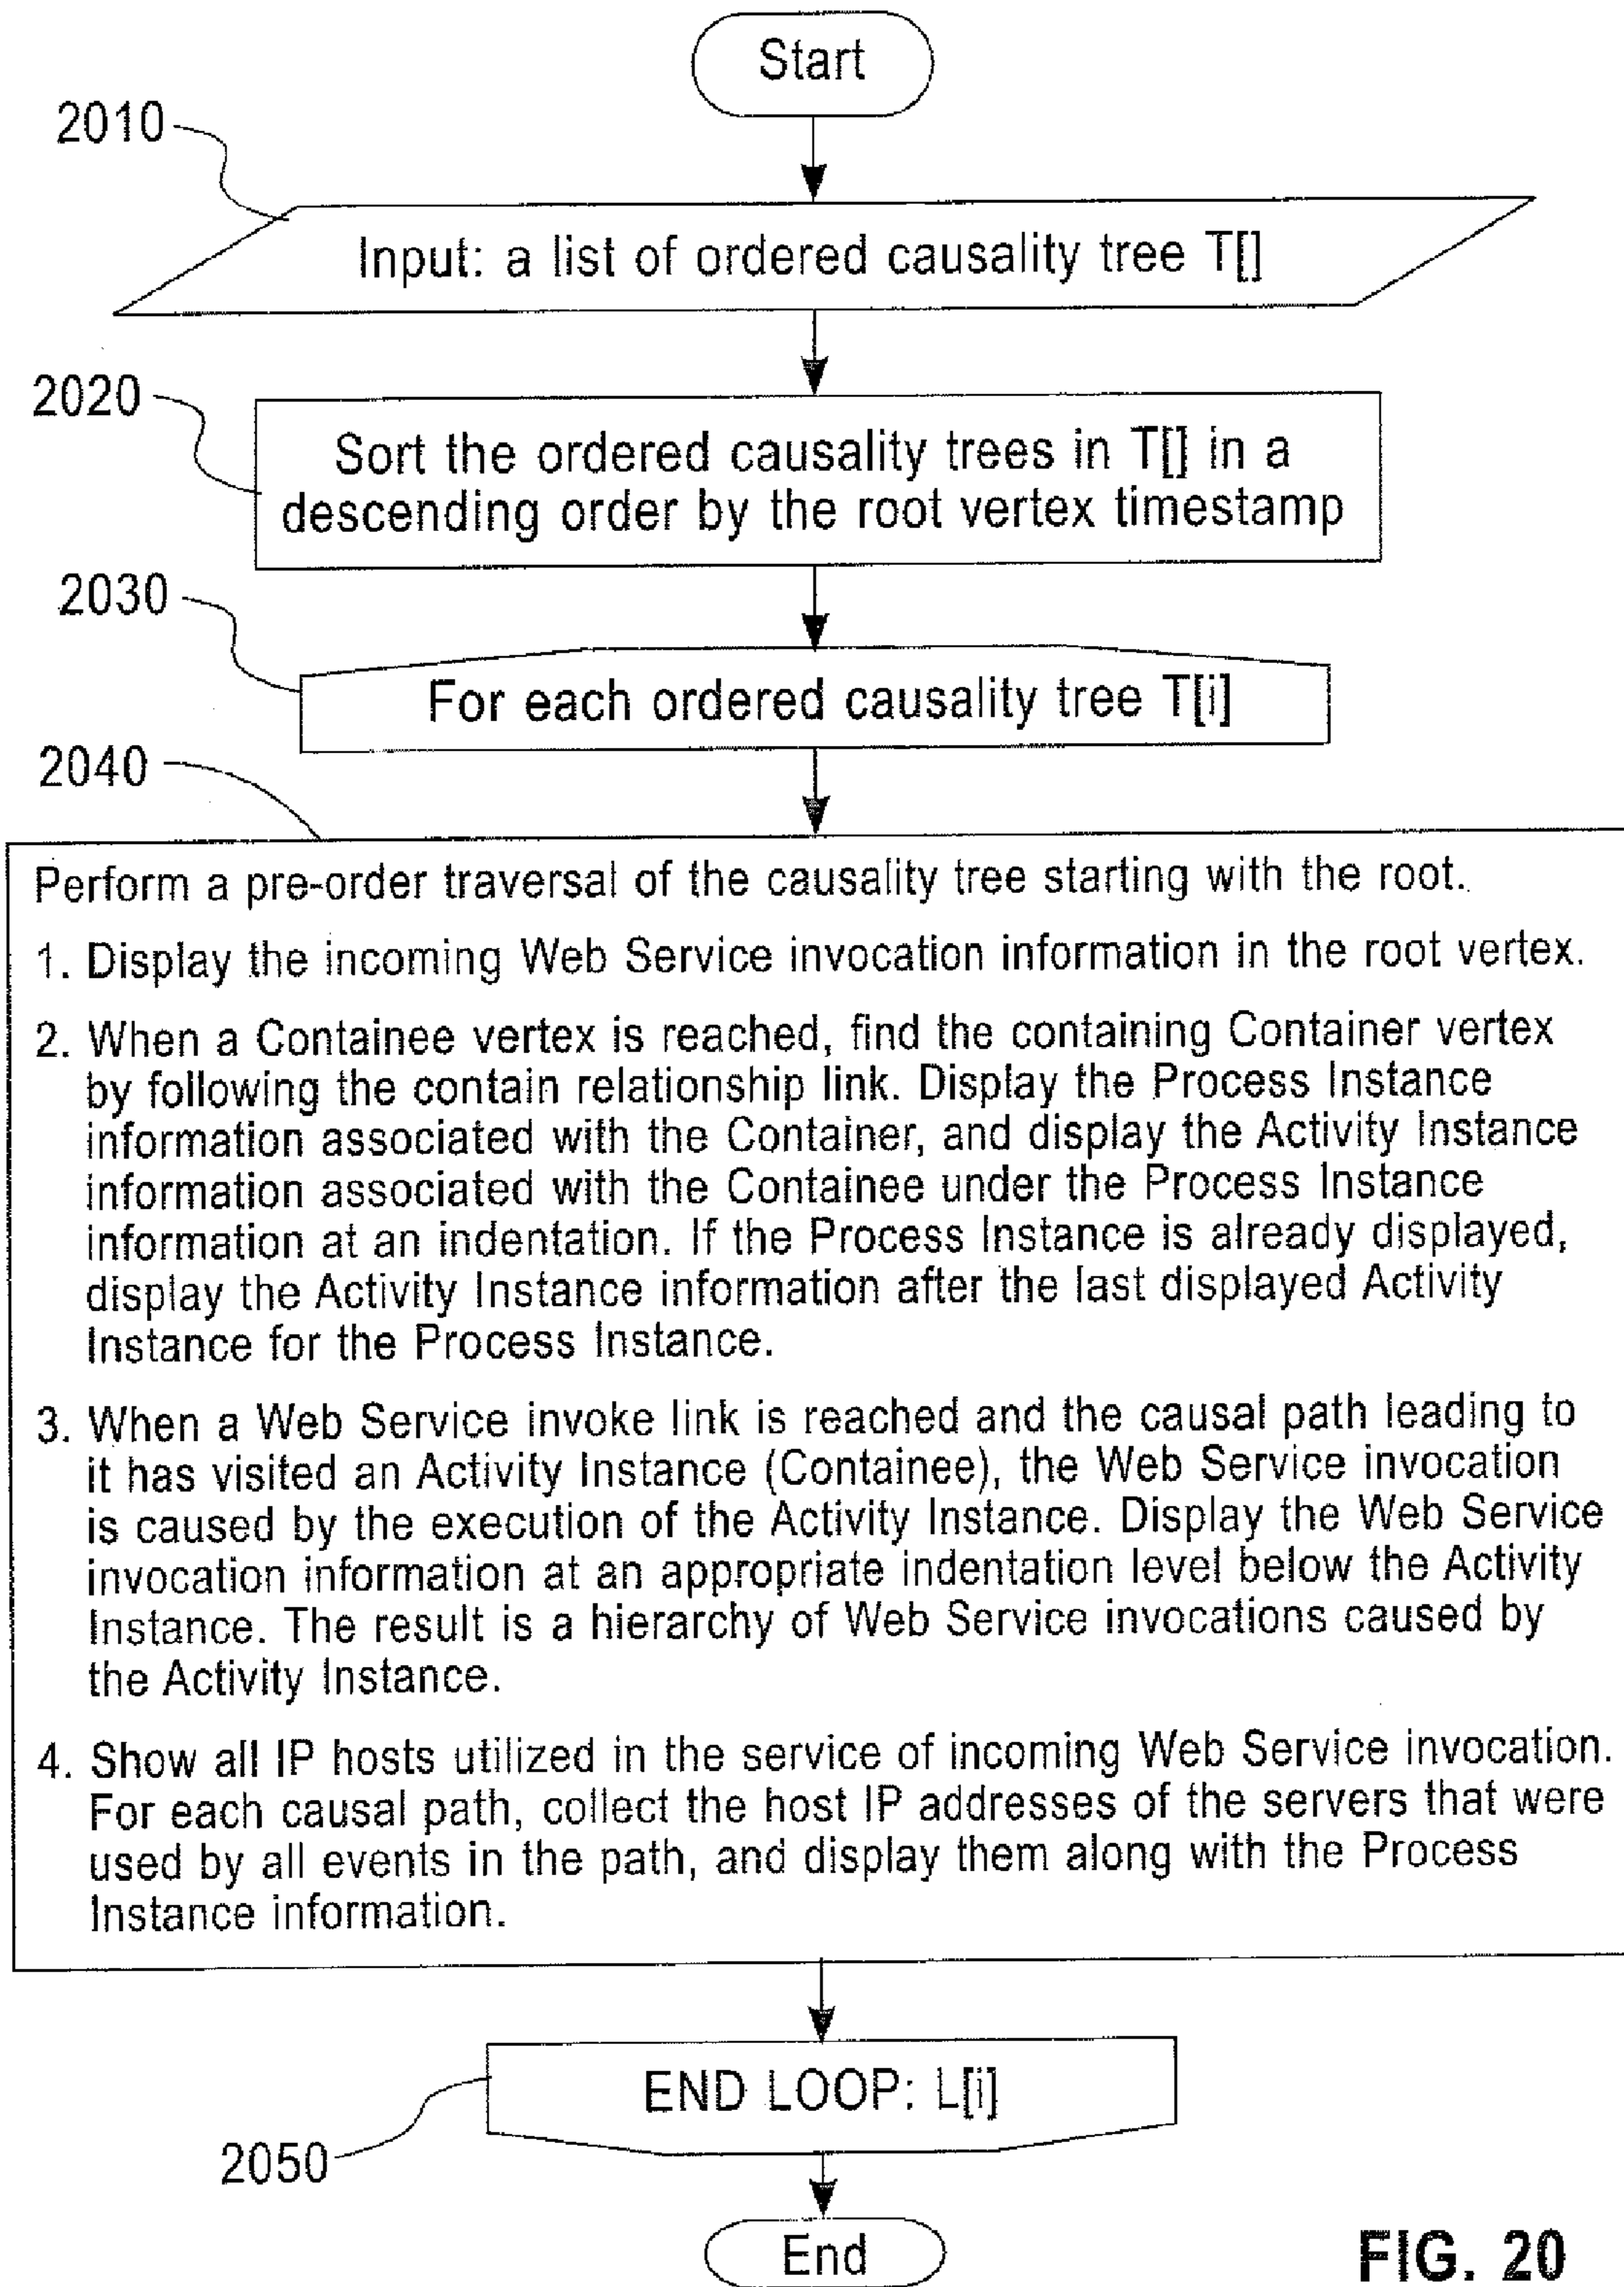 Start
2010
Input: a list of ordered causality tree T[]
2020
Sort the ordered causality trees in T[] in a
descending order by the root vertex timestamp
2030
For each ordered causality tree T[i]
2040
Perform a pre-order traversal of the causality tree starting with the root.
1. Display the incoming Web Service invocation information in the root vertex.
2. When a Containee vertex is reached, find the containing Container vertex
by following the contain relationship link. Display the Process Instance
information associated with the Container, and display the Activity Instance
information associated with the Containee under the Process Instance
information at an indentation. If the Process Instance is already displayed,
display the Activity Instance information after the last displayed Activity
Instance for the Process Instance.
3. When a Web Service invoke link is reached and the causal path leading to
it has visited an Activity Instance (Containee), the Web Service invocation
is caused by the execution of the Activity Instance. Display the Web Service
invocation information at an appropriate indentation level below the Activity
Instance. The result is a hierarchy of Web Service invocations caused by
the Activity Instance.
4. Show all IP hosts utilized in the service of incoming Web Service invocation.
For each causal path, collect the host IP addresses of the servers that were
used by all events in the path, and display them along with the Process
Instance information.
END LOOP: L[i]
2050
End
FIG. 20